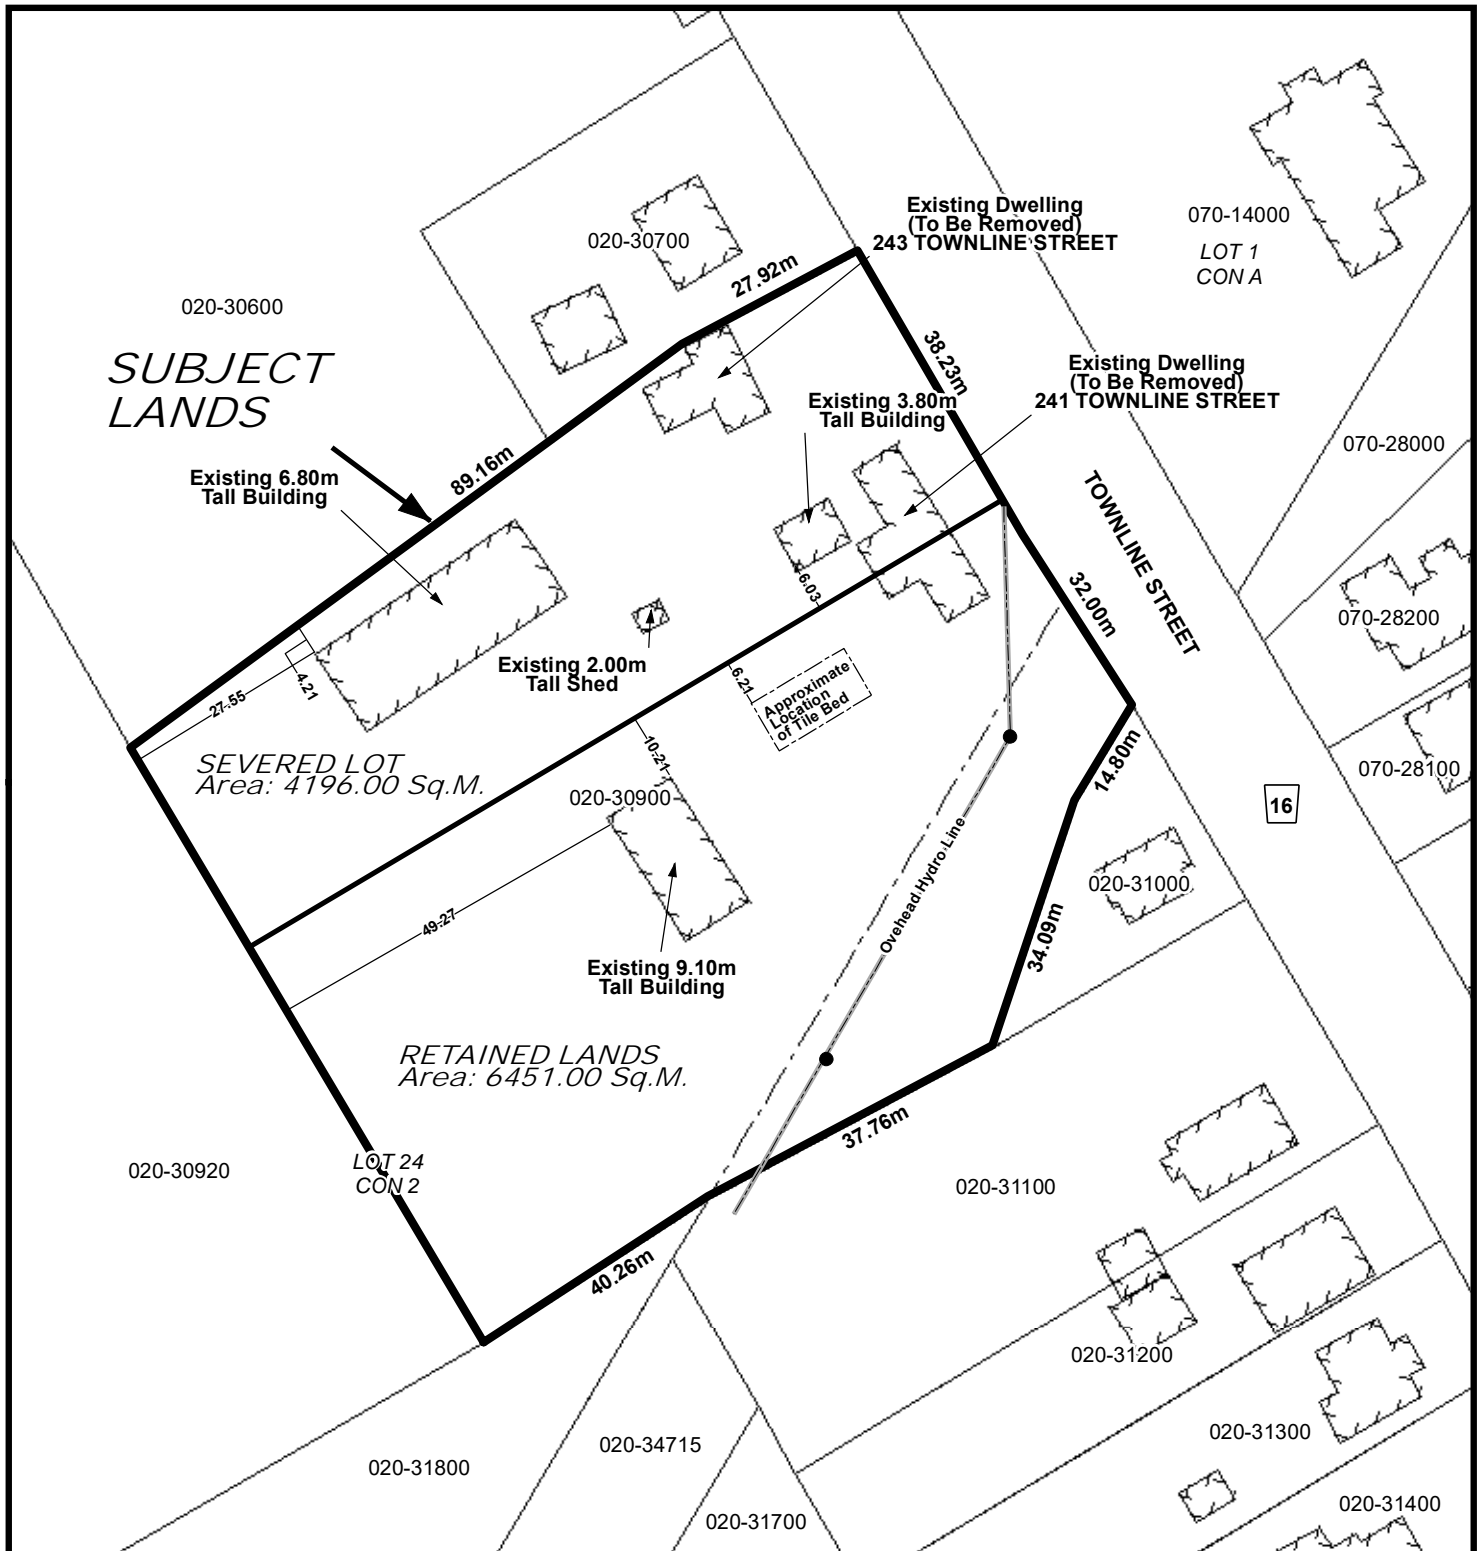 Existing Dwelling
(To Be Removed)
243 TOWNLINE STREET
070-14000
LOT 1
CON A
020-30700
27.92m
020-30600
SUBJECT
LANDS
38.23m
Existing Dwelling
(To Be Removed)
241 TOWNLINE STREET
Existing 3.80m
Tall Building
070-28000
89.16m
Existing 6.80m
Tall Building
TOWNLINE STREET
6.03
32.00m
070-28200
Existing 2.00m
Tall Shed
4.21
27.55
6.21
Approximate
Location
of Tile Bed
10.21
SEVERED LOT
Area: 4196.00 Sq.M.
020-30900
14.80m
070-28100
16
Ovehead Hydro Line
020-31000
49.27
34.09m
Existing 9.10m
Tall Building
RETAINED LANDS
Area: 6451.00 Sq.M.
37.76m
020-30920
LOT 24
CON 2
020-31100
40.26m
020-31200
020-31300
020-34715
020-31800
020-31700
020-31400